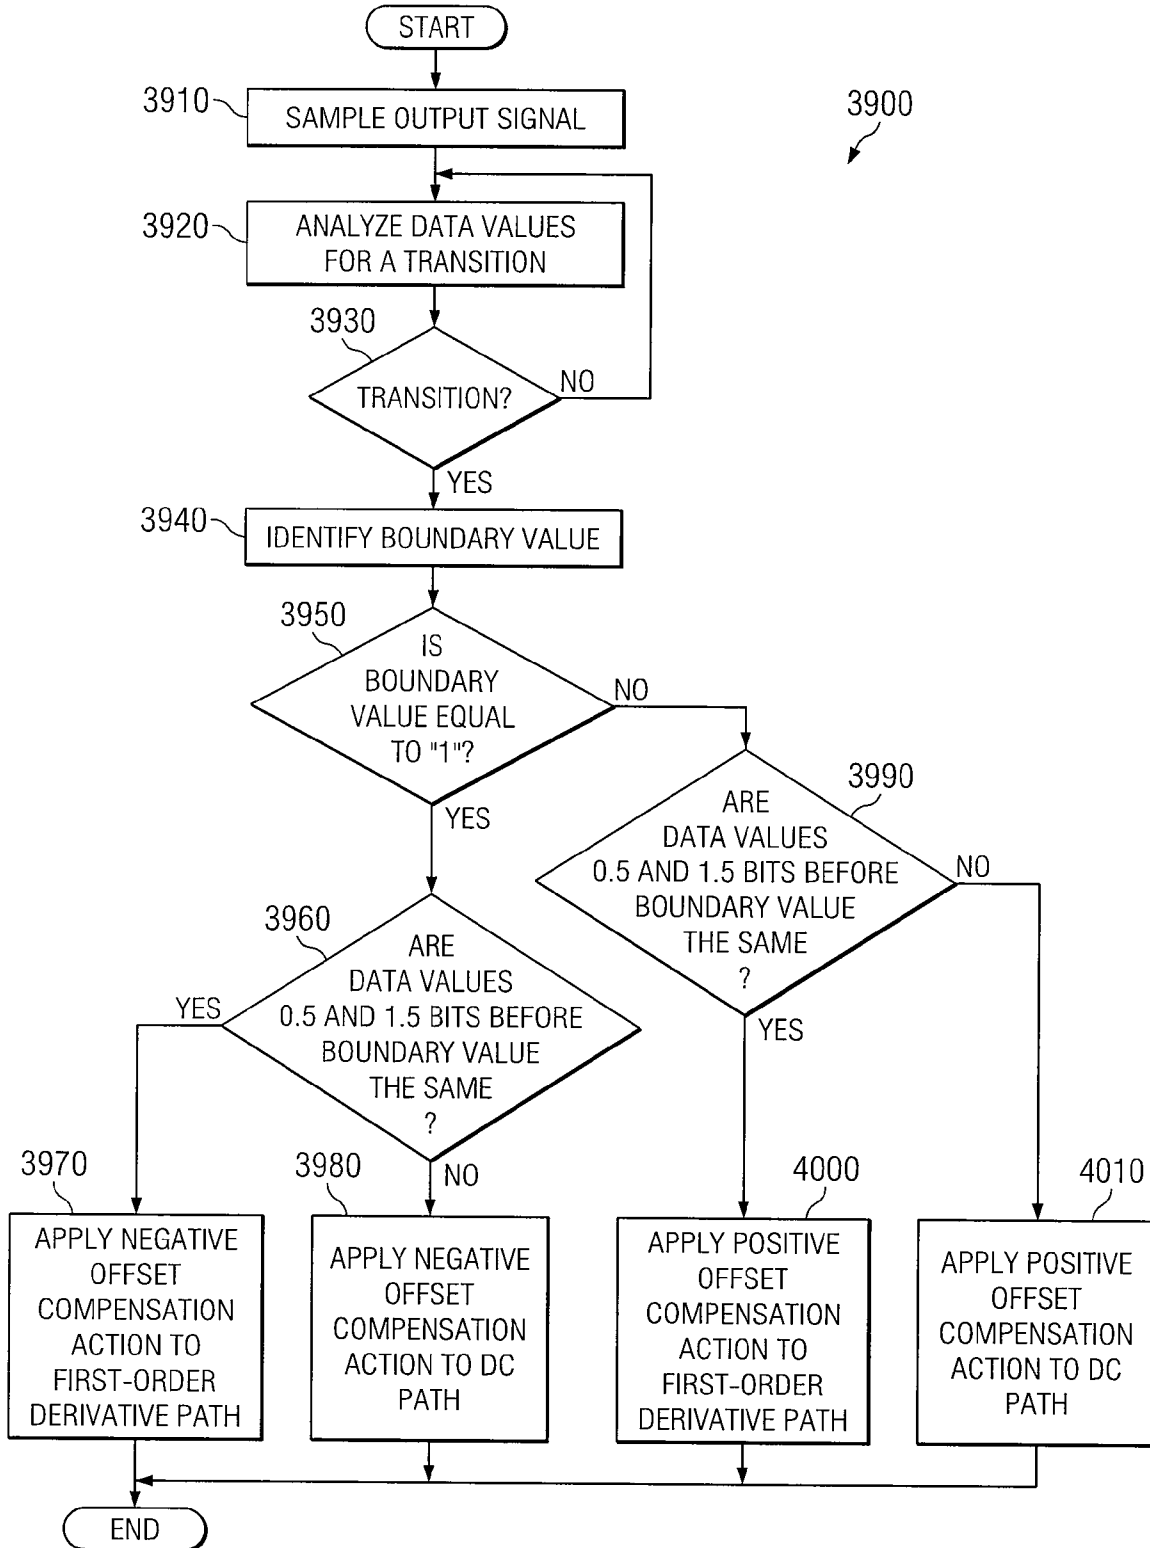 START
3910
SAMPLE OUTPUT SIGNAL
3900
3920
ANALYZE DATA VALUES
FOR A TRANSITION
3930
TRANSITION?
NO
YES
3940
IDENTIFY BOUNDARY VALUE
3950
IS
BOUNDARY
VALUE EQUAL
TO "1"?
NO
YES
3990
ARE
DATA VALUES
0.5 AND 1.5 BITS BEFORE
BOUNDARY VALUE
THE SAME
?
NO
YES
3960
ARE
DATA VALUES
0.5 AND 1.5 BITS BEFORE
BOUNDARY VALUE
THE SAME
?
YES
NO
3970
APPLY NEGATIVE
OFFSET
COMPENSATION
ACTION TO
FIRST-ORDER
DERIVATIVE PATH
3980
APPLY NEGATIVE
OFFSET
COMPENSATION
ACTION TO DC
PATH
4000
APPLY POSITIVE
OFFSET
COMPENSATION
ACTION TO
FIRST-ORDER
DERIVATIVE PATH
4010
APPLY POSITIVE
OFFSET
COMPENSATION
ACTION TO DC
PATH
END